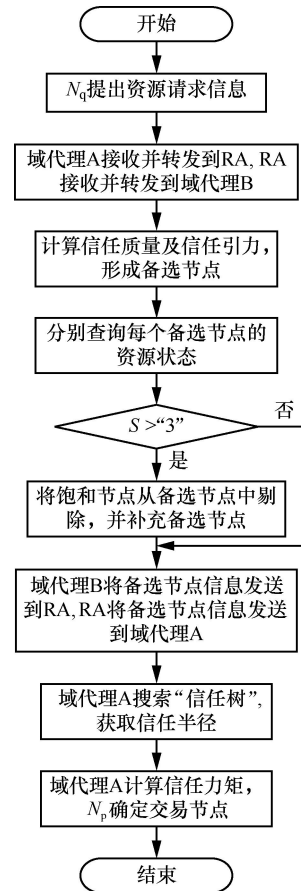 开始
N_q提出资源请求信息
域代理A接收并转发到RA, RA
接收并转发到域代理B
计算信任质量及信任引力，
形成备选节点
分别查询每个备选节点的
资源状态
S >“3”
否
是
将饱和节点从备选节点中剔
除，并补充备选节点
域代理B将备选节点信息发送
到RA, RA将备选节点信息发送
到域代理A
域代理A搜索“信任树”,
获取信任半径
域代理A计算信任力矩，
N_p确定交易节点
结束